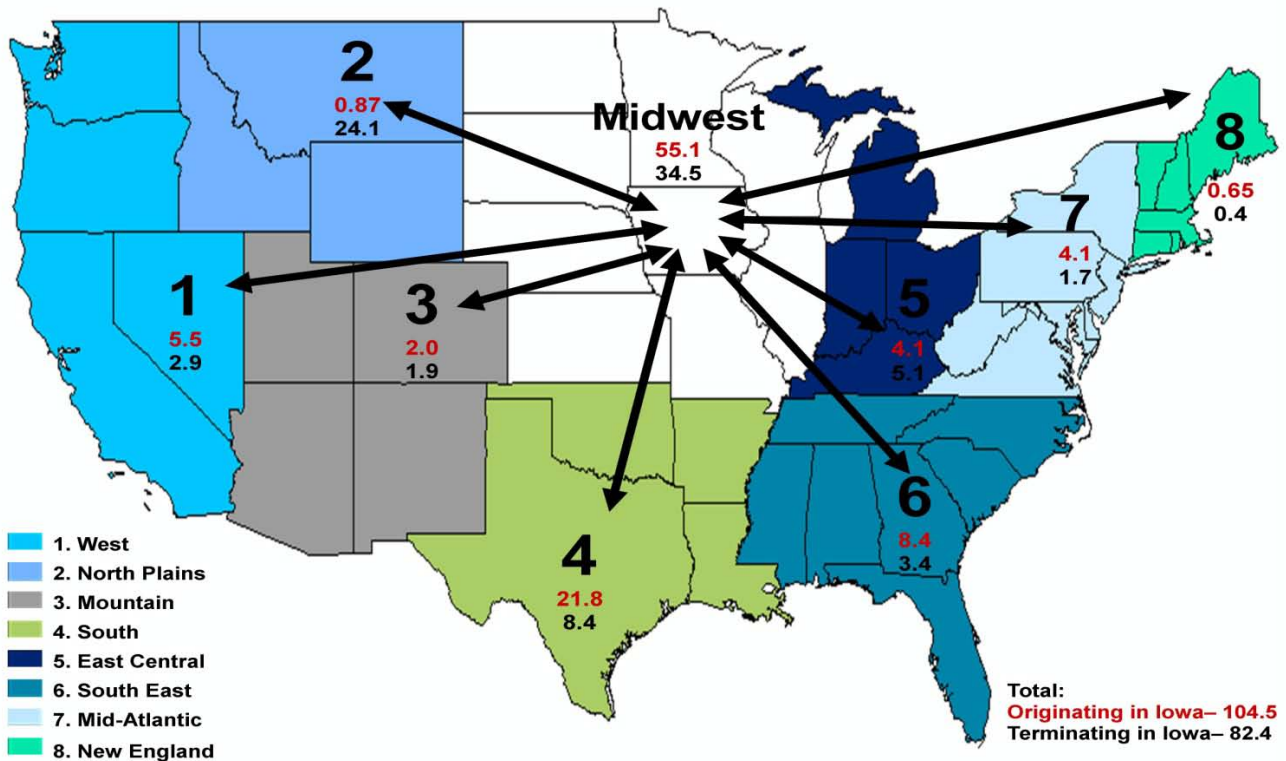 2
0.87
24.1
Midwest
55.1
34.5
8
0.65
0.4
7
4.1
1.7
1
5.5
2.9
3
2.0
1.9
5
4.1
5.1
6
8.4
3.4
4
21.8
8.4
1. West
2. North Plains
3. Mountain
4. South
5. East Central
6. South East
7. Mid-Atlantic
8. New England
Total:
Originating in Iowa– 104.5
Terminating in Iowa– 82.4